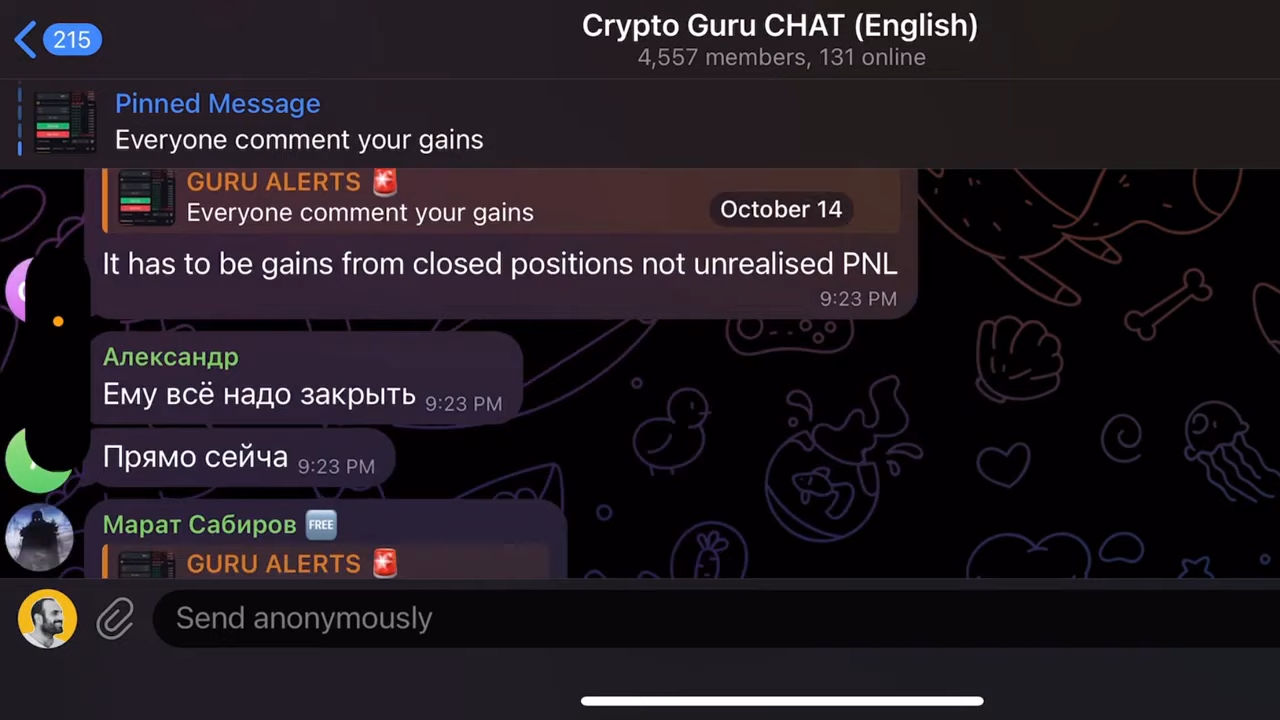 215
Crypto Guru CHAT (English)
4,557 members, 131 online
Pinned Message
Everyone comment your gains
GURU ALERTS
Everyone comment your gains
October 14
It has to be gains from closed positions not unrealised PNL
9:23 PM
Александр
Ему всё надо закрыть 9:23 PM
Прямо сейча 9:23 PM
Марат Сабиров FREE
GURU ALERTS
Send anonymously